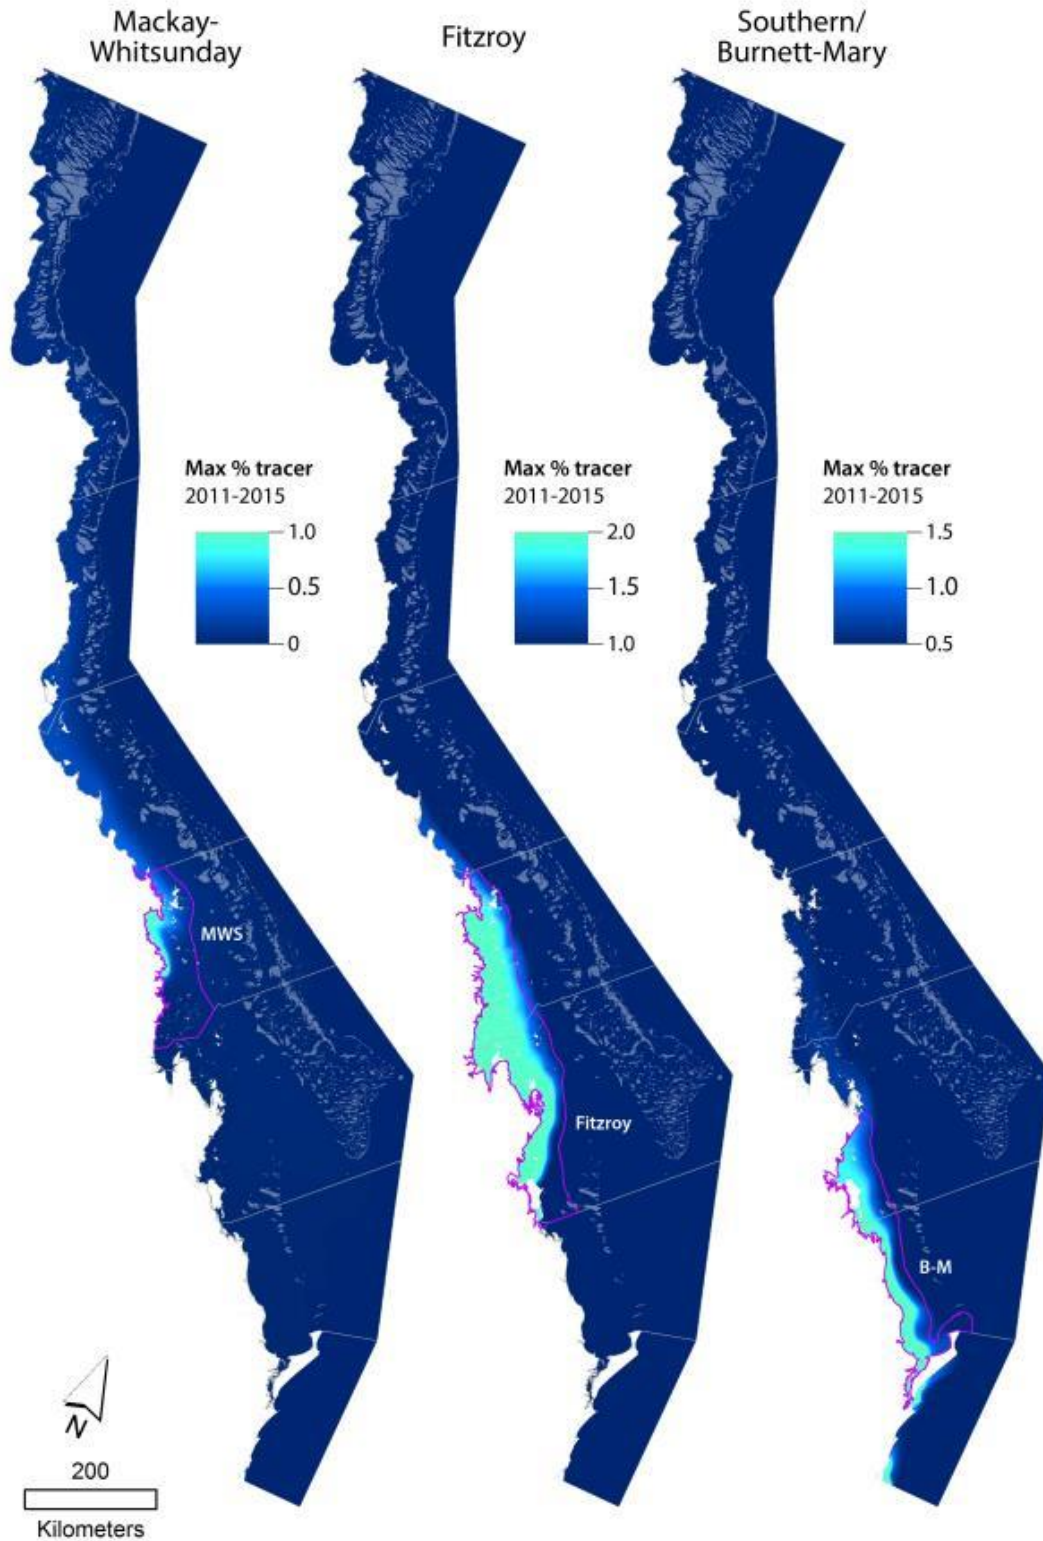 Mackay-
Whitsunday
Fitzroy
Southern/
Burnett-Mary
Max % tracer
2011-2015
1.0
0.5
0
Max % tracer
2011-2015
2.0
1.5
1.0
Max % tracer
2011-2015
1.5
1.0
0.5
MWS
Fitzroy
B-M
N
200
Kilometers